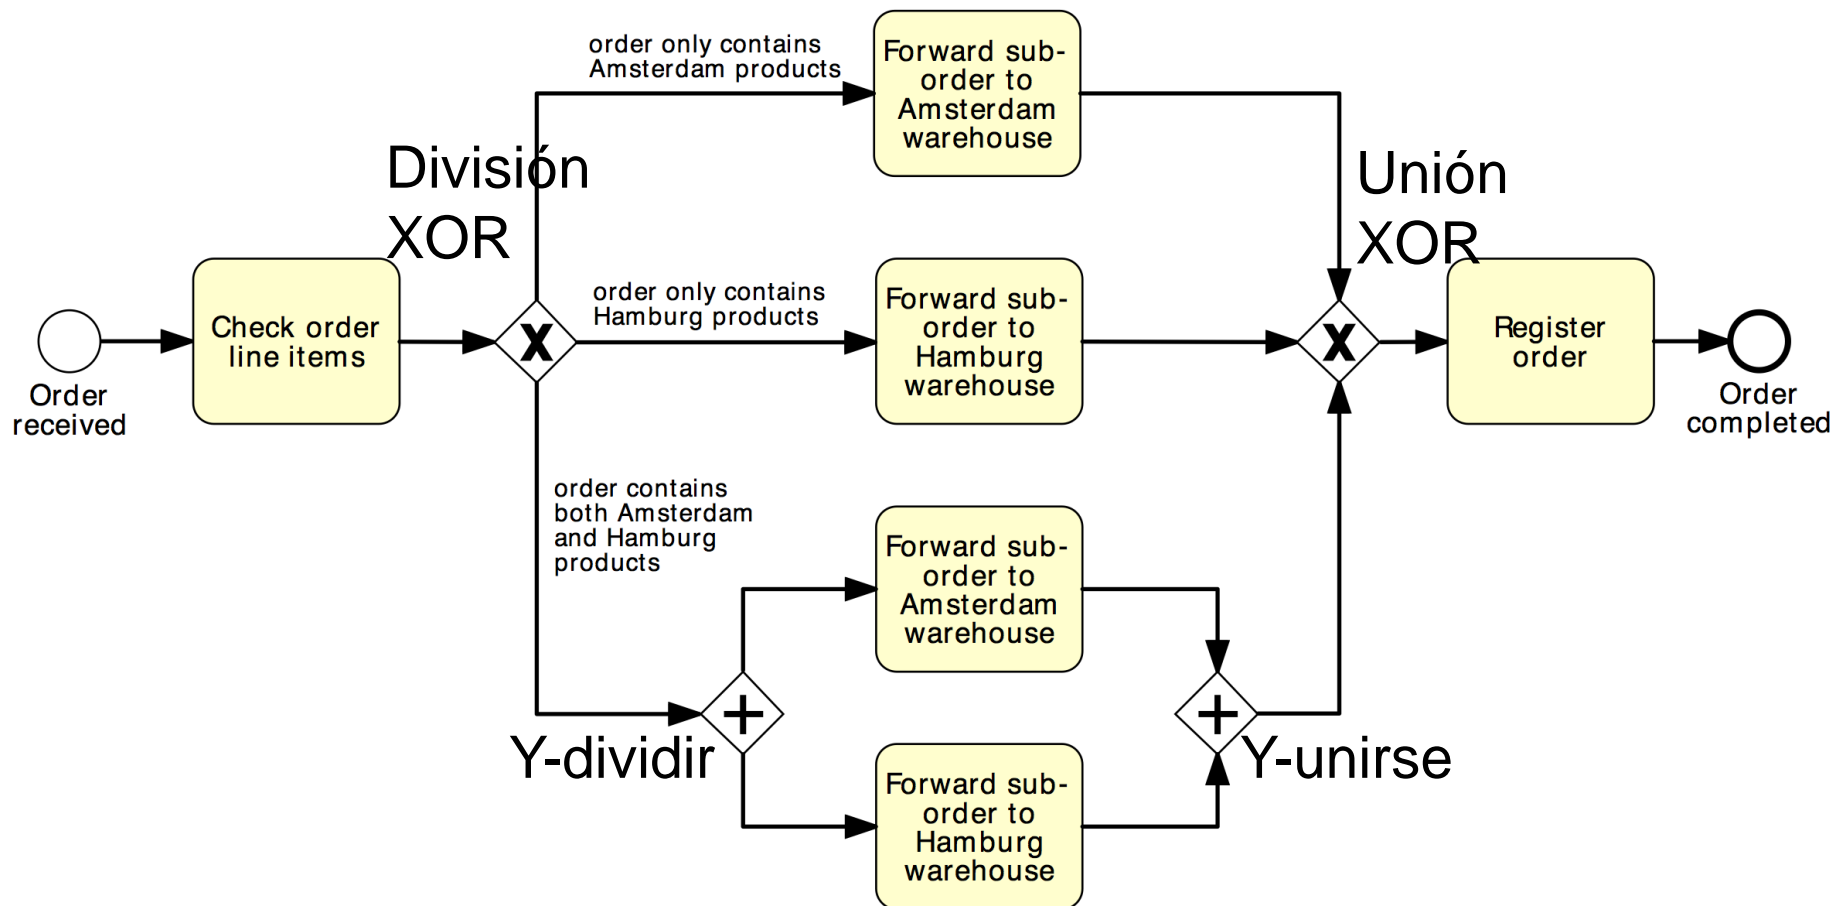 order only contains
Amsterdam products
Forward sub-
order to
Amsterdam
warehouse
División
XOR
Unión
XOR
Order
received
Check order
line items
X
order only contains
Hamburg products
Forward sub-
order to
Hamburg
warehouse
X
Register
order
Order
completed
order contains
both Amsterdam
and Hamburg
products
Forward sub-
order to
Amsterdam
warehouse
+
+
Y-dividir
Y-unirse
Forward sub-
order to
Hamburg
warehouse